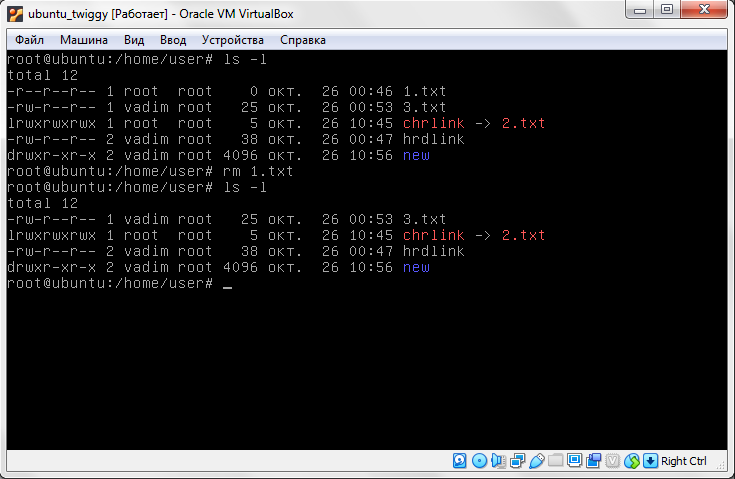 ubuntu_twiggy [Работает] - Oracle VM VirtualBox
Файл Машина Вид Ввод Устройства Справка
root@ubuntu:/home/user# ls -l
total 12
-r--r--r-- 1 root  root    0 окт.  26 00:46 1.txt
-rw-r--r-- 1 vadim root   25 окт.  26 00:53 3.txt
lrwxrwxrwx 1 root  root    5 окт.  26 10:45 chrlink -> 2.txt
-rw-r--r-- 2 vadim root   38 окт.  26 00:47 hrdlink
drwxr-xr-x 2 vadim root 4096 окт.  26 10:56 new
root@ubuntu:/home/user# rm 1.txt
root@ubuntu:/home/user# ls -l
total 12
-rw-r--r-- 1 vadim root   25 окт.  26 00:53 3.txt
lrwxrwxrwx 1 root  root    5 окт.  26 10:45 chrlink -> 2.txt
-rw-r--r-- 2 vadim root   38 окт.  26 00:47 hrdlink
drwxr-xr-x 2 vadim root 4096 окт.  26 10:56 new
root@ubuntu:/home/user# _
Right Ctrl